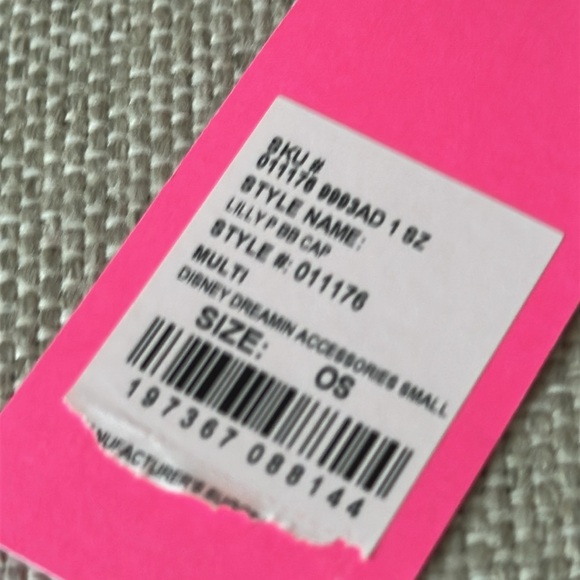 SKU #
011176 9993AD 1 SZ
STYLE NAME:
LILLY P BB CAP
STYLE #: 011176
MULTI
DISNEY DREAMIN ACCESSORIES SMALL
SIZE: OS
197367 088144
NUFACTURER'S